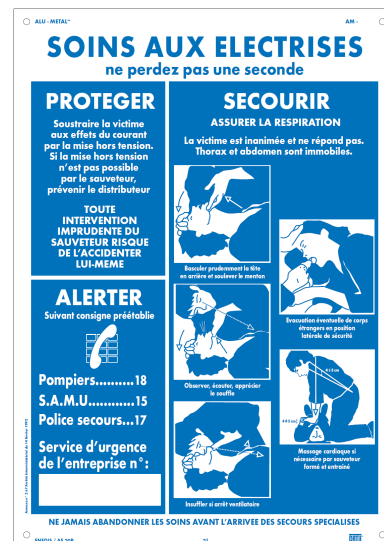 ALU - METAL™
AM -
SOINS AUX ELECTRISES
ne perdez pas une seconde
PROTEGER
Soustraire la victime
aux effets du courant
par la mise hors tension.
Si la mise hors tension
n'est pas possible
par le sauveteur,
prévenir le distributeur
TOUTE
INTERVENTION
IMPRUDENTE DU
SAUVETEUR RISQUE
DE L'ACCIDENTER
LUI-MEME
ALERTER
Suivant consigne préétablie
Pompiers..........18
S.A.M.U...........15
Police secours...17
Service d'urgence
de l'entreprise n°:
SECOURIR
ASSURER LA RESPIRATION
La victime est inanimée et ne répond pas.
Thorax et abdomen sont immobiles.
Basculer prudemment la tête
en arrière et soulever le menton
Observer, écouter, apprécier
le souffle
Insuffler si arrêt ventilatoire
Evacuation éventuelle de corps
étrangers en position
latérale de sécurité
Massage cardiaque si
nécessaire par sauveteur
formé et entraîné
NE JAMAIS ABANDONNER LES SOINS AVANT L'ARRIVEE DES SECOURS SPECIALISES